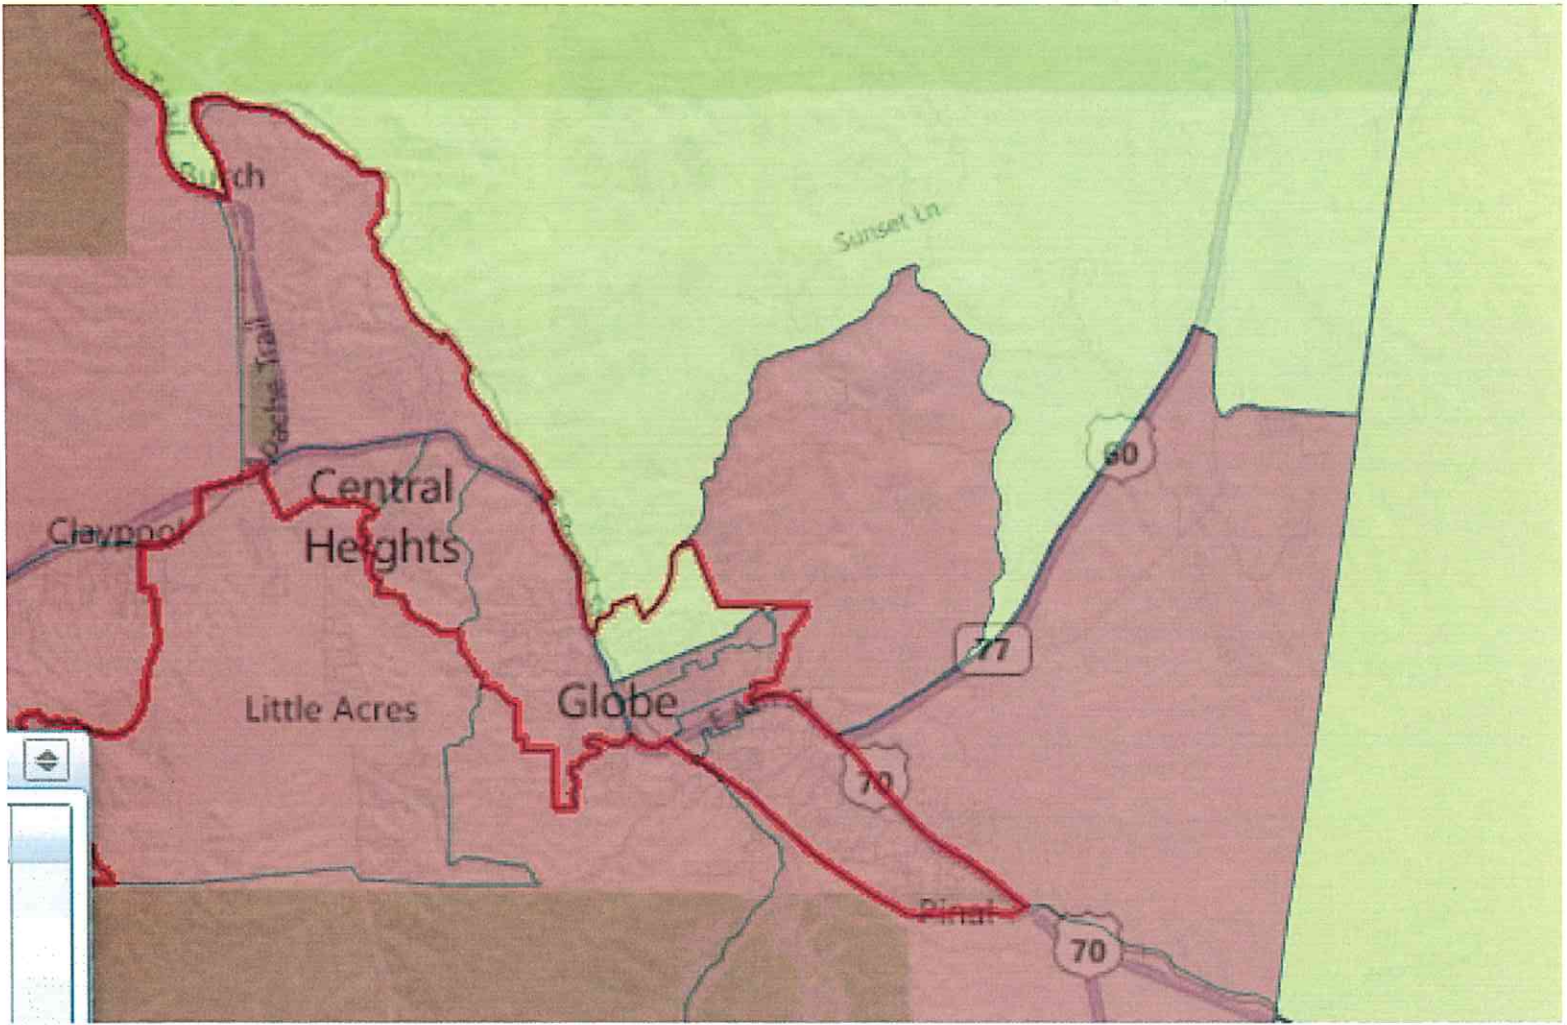 Burch
Sunset Ln
Apache Trail
60
Central
Heights
Claypool
77
Little Acres
Globe
70
Pinal
70